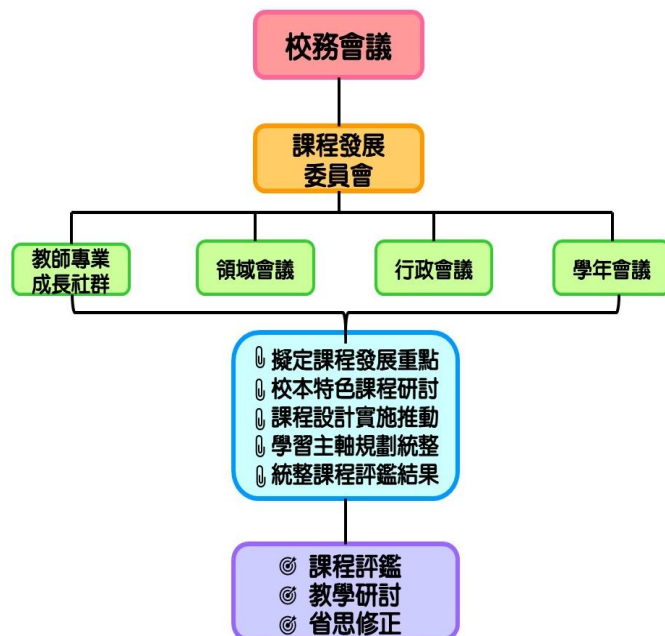 校務會議
課程發展
委員會
教師專業
成長社群
領域會議
行政會議
學年會議
擬定課程發展重點
校本特色課程研討
課程設計實施推動
學習主軸規劃統整
統整課程評鑑結果
課程評鑑
教學研討
省思修正